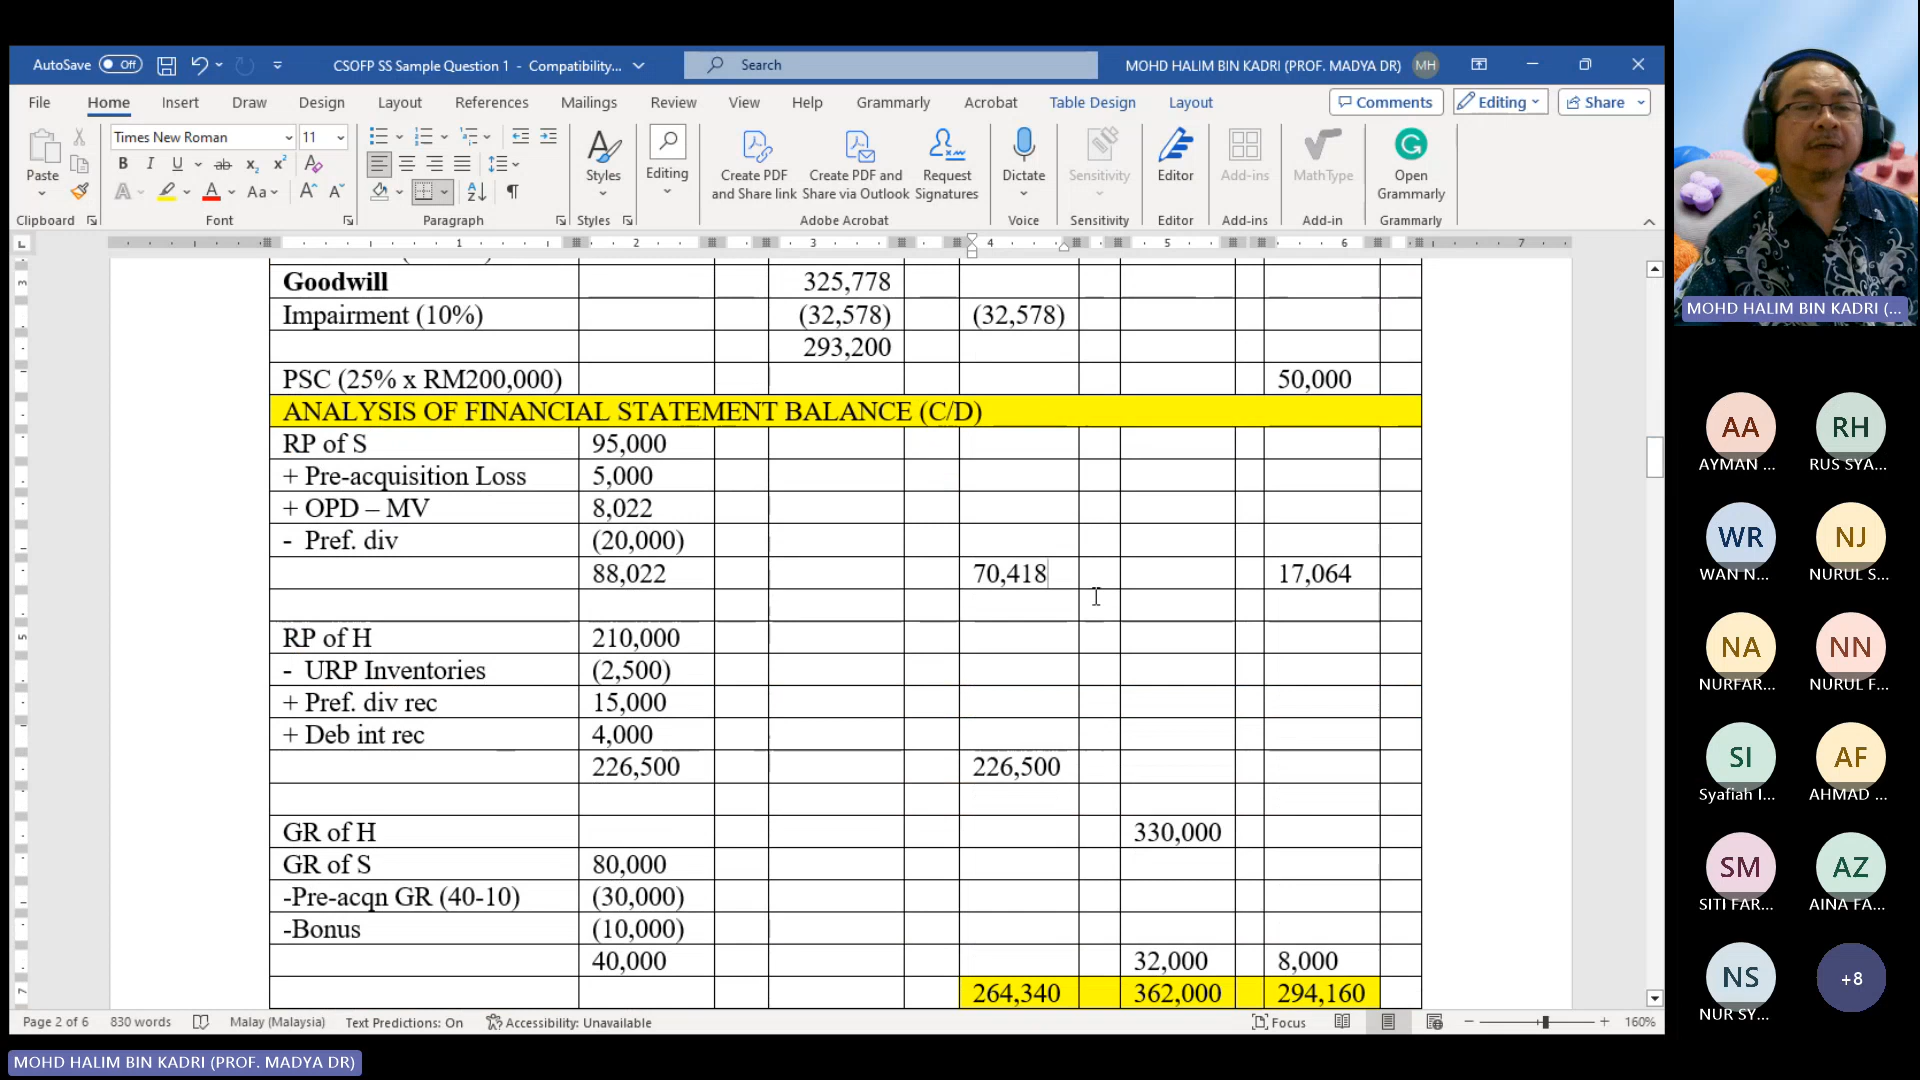 AutoSave Off CSOFP SS Sample Question 1 - Compatibility... Search MOHD HALIM BIN KADRI (PROF. MADYA DR) MH
File Home Insert Draw Design Layout References Mailings Review View Help Grammarly Acrobat Table Design Layout Comments Editing Share
Times New Roman 11
Paste
Styles
Editing
Create PDF and Share link
Create PDF and Share via Outlook
Request Signatures
Dictate
Sensitivity
Editor
Add-ins
MathType
Open Grammarly
Clipboard Font Paragraph Styles Adobe Acrobat Voice Sensitivity Editor Add-ins Add-in Grammarly
1 2 3 4 5 6 7
Goodwill 325,778
Impairment (10%) (32,578) (32,578)
293,200
PSC (25% x RM200,000) 50,000
ANALYSIS OF FINANCIAL STATEMENT BALANCE (C/D)
RP of S 95,000
+ Pre-acquisition Loss 5,000
+ OPD – MV 8,022
- Pref. div (20,000)
88,022 70,418 17,064
RP of H 210,000
- URP Inventories (2,500)
+ Pref. div rec 15,000
+ Deb int rec 4,000
226,500 226,500
GR of H 330,000
GR of S 80,000
-Pre-acqn GR (40-10) (30,000)
-Bonus (10,000)
40,000 32,000 8,000
264,340 362,000 294,160
Page 2 of 6 830 words Malay (Malaysia) Text Predictions: On Accessibility: Unavailable Focus 160%
MOHD HALIM BIN KADRI (PROF. MADYA DR)
MOHD HALIM BIN KADRI (...
AA RH
AYMAN ... RUS SYA...
WR NJ
WAN N... NURUL S...
NA NN
NURFAR... NURUL F...
SI AF
Syafiah I... AHMAD ...
SM AZ
SITI FAR... AINA FA...
NS +8
NUR SY...